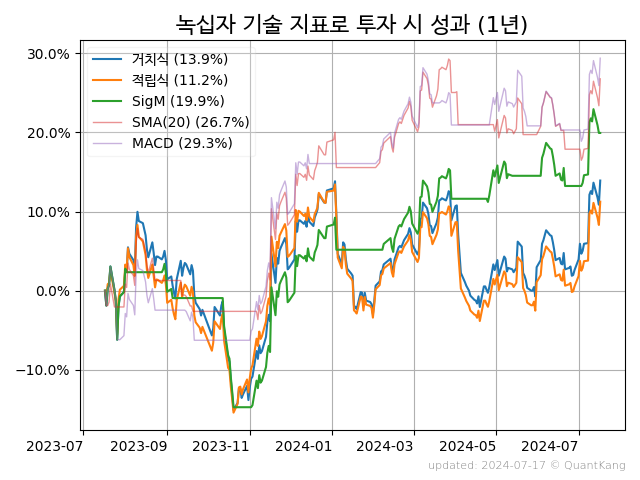 녹십자 기술 지표로 투자 시 성과 (1년)
30.0%
20.0%
10.0%
0.0%
−10.0%
거치식 (13.9%)
적립식 (11.2%)
SigM (19.9%)
SMA(20) (26.7%)
MACD (29.3%)
2023-07
2023-09
2023-11
2024-01
2024-03
2024-05
2024-07
updated: 2024-07-17 © QuantKang